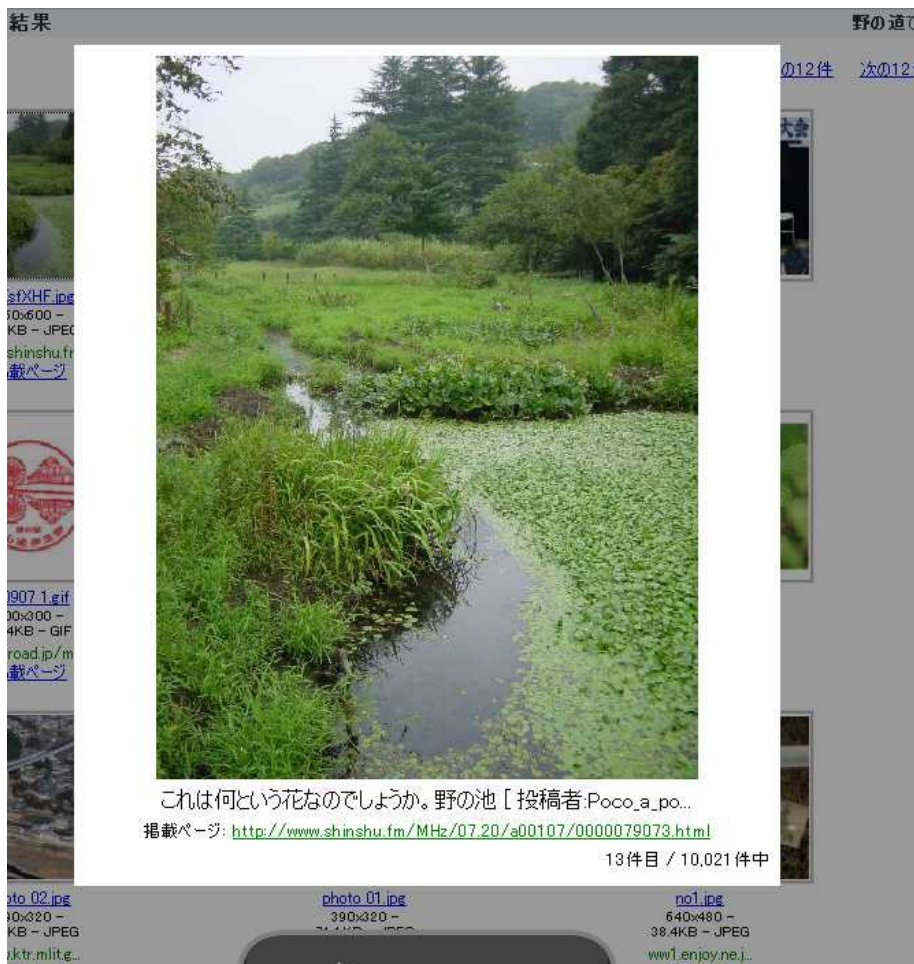 結果
野の道で
の12件 次の12
大会
sfXHF.jpg
50x600 -
KB - JPEG
shinshu.fr
載ページ
これは何という花なのでしょうか。野の池 [ 投稿者:Poco_a_po...
掲載ページ: http://www.shinshu.fm/MHz/07.20/a00107/0000079073.html
13件目 / 10,021件中
0907 1.gif
00x300 -
4KB - GIF
road.jp/m
載ページ
oto 02.jpg
90x320 -
KB - JPEG
.ktr.mlit.g...
photo 01.jpg
390x320 -
no1.jpg
640x480 -
38.4KB - JPEG
ww1.enjoy.ne.j...